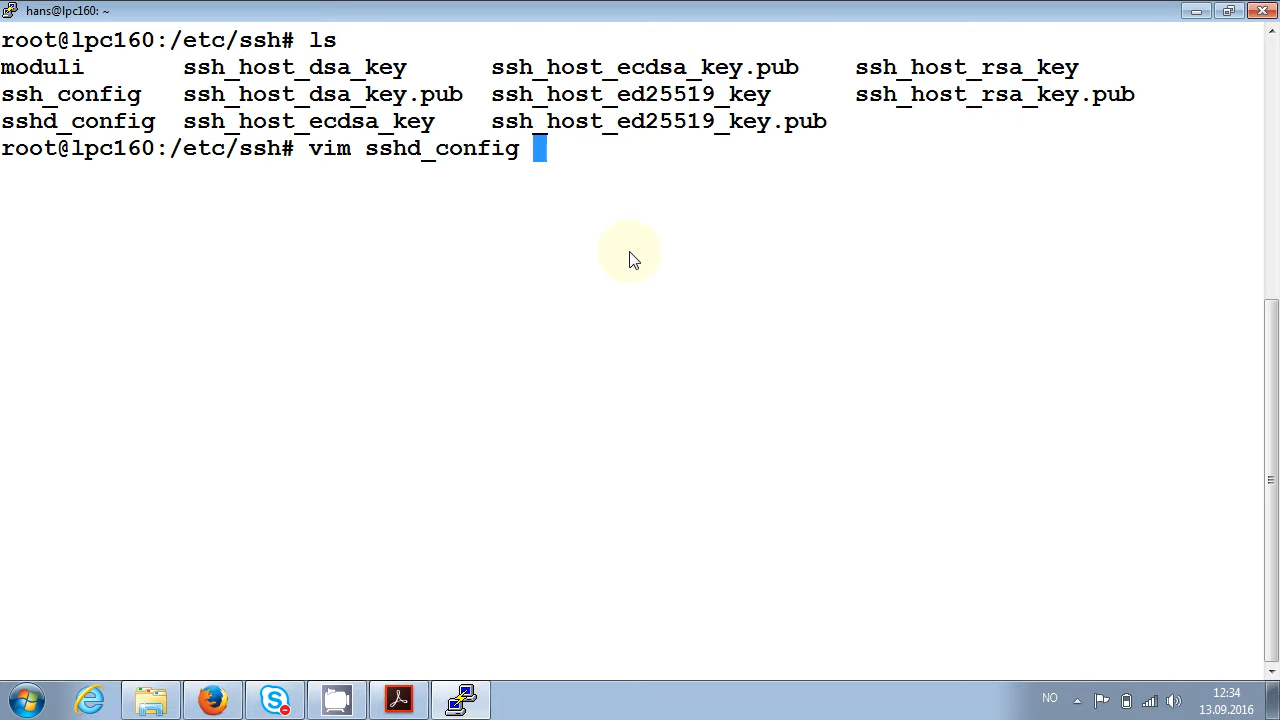 hans@lpc160: ~
root@lpc160:/etc/ssh# ls
moduli ssh_host_dsa_key ssh_host_ecdsa_key.pub ssh_host_rsa_key
ssh_config ssh_host_dsa_key.pub ssh_host_ed25519_key ssh_host_rsa_key.pub
sshd_config ssh_host_ecdsa_key ssh_host_ed25519_key.pub
root@lpc160:/etc/ssh# vim sshd_config
NO
12:34
13.09.2016